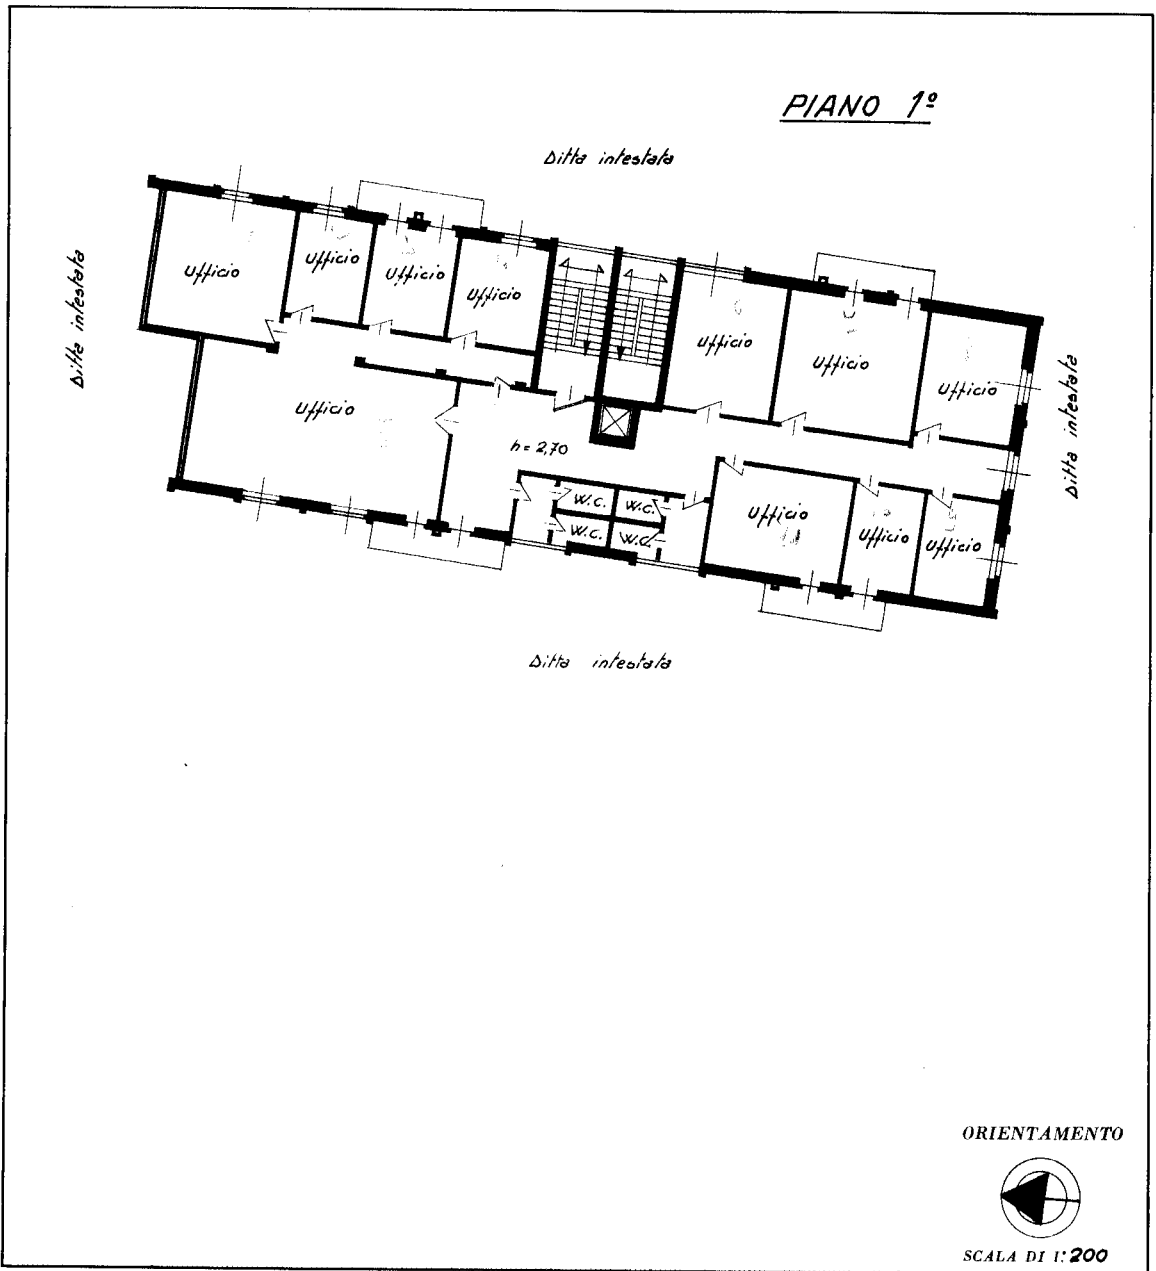 PIANO 1º
Ditta intestata
Ditta intestata
Ufficio
Ufficio
Ufficio
Ufficio
Ufficio
Ufficio
Ufficio
Ditta intestata
Ufficio
h = 2,70
W.C.
W.C.
W.C.
W.C.
Ufficio
Ufficio
Ufficio
Ditta intestata
ORIENTAMENTO
SCALA DI 1:200